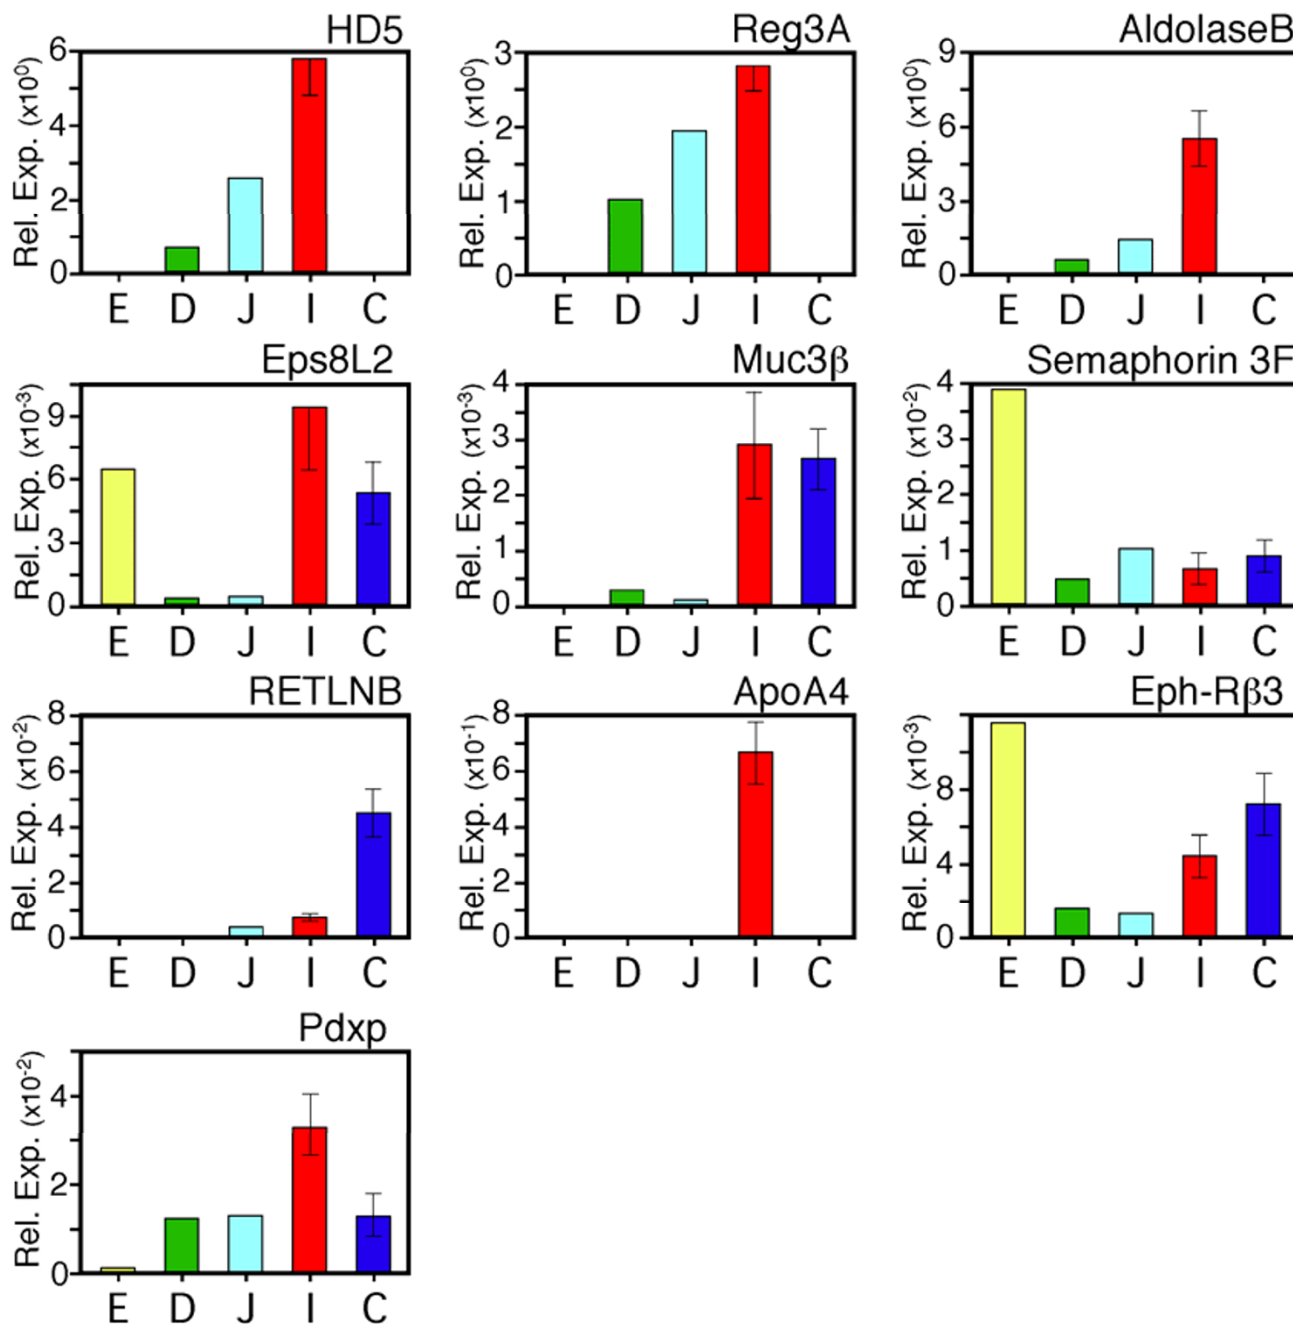 HD5
Rel. Exp. (x10⁰)
6
4
2
0
E D J I C
Reg3A
Rel. Exp. (x10⁰)
3
2
1
0
E D J I C
AldolaseB
Rel. Exp. (x10⁰)
9
6
3
0
E D J I C
Eps8L2
Rel. Exp. (x10⁻³)
9
6
3
0
E D J I C
Muc3β
Rel. Exp. (x10⁻³)
4
3
2
1
0
E D J I C
Semaphorin 3F
Rel. Exp. (x10⁻²)
4
3
2
1
0
E D J I C
RETLNB
Rel. Exp. (x10⁻²)
8
6
4
2
0
E D J I C
ApoA4
Rel. Exp. (x10⁻¹)
8
6
4
2
0
E D J I C
Eph-Rβ3
Rel. Exp. (x10⁻³)
8
4
0
E D J I C
Pdxp
Rel. Exp. (x10⁻²)
4
2
0
E D J I C